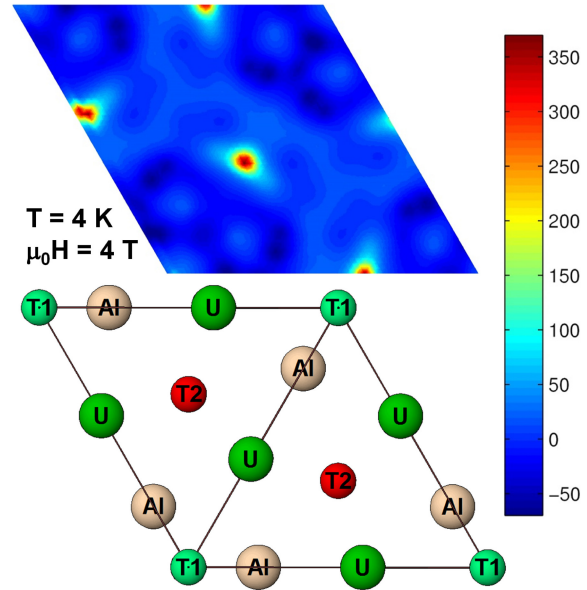 350
300
250
200
150
100
50
0
−50
T = 4 K
μ₀H = 4 T
T1 Al U T1
Al
T2
U U
U
T2
Al Al
T1 Al U T1